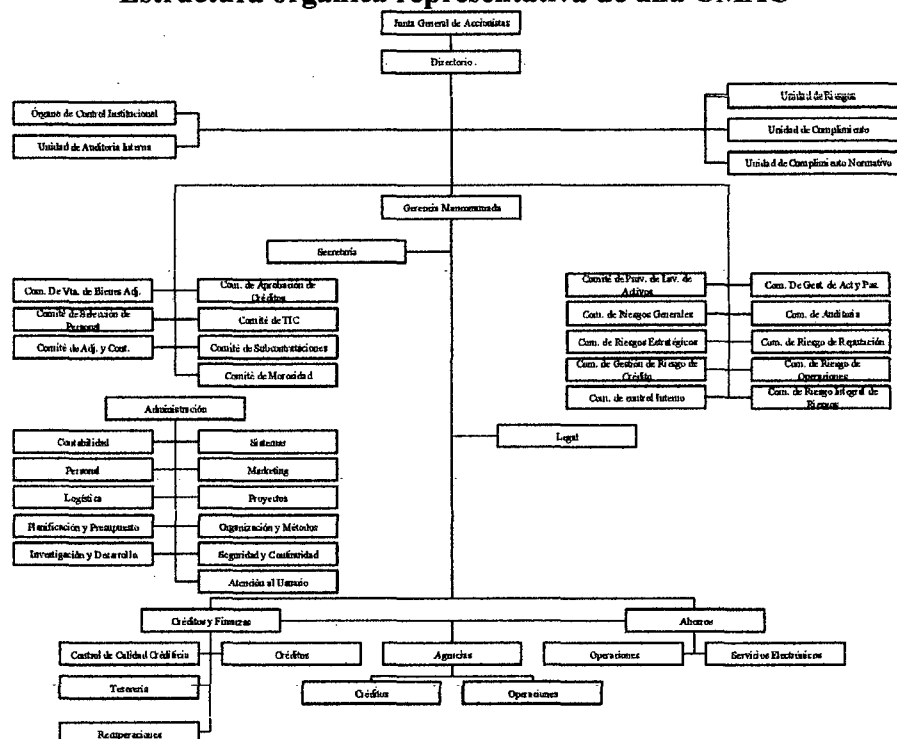 Estructura orgánica representativa de una CMAC
Junta General de Accionistas
Directorio
Órgano de Control Institucional
Unidad de Auditoria Interna
Unidad de Riesgos
Unidad de Cumplimiento
Unidad de Cumplimiento Normativo
Gerencia Mancomunada
Secretaría
Com. De Vta. de Bienes Adj.
Com. de Aprobación de
Créditos
Comité de Selección de
Personal
Comité de TIC
Comité de Adj. y Cont.
Comité de Subcontrataciones
Comité de Morosidad
Comité de Prev. de Lav. de
Activos
Com. De Gest. de Act y Pas.
Com. de Riesgos Generales
Com. de Auditoria
Com. de Riesgos Estratégicos
Com. de Riesgo de Reputación
Com. de Gestión de Riesgo de
Crédito
Com. de Riesgo de
Operaciones
Com. de control Interno
Com. de Riesgo Integral de
Riesgos
Administración
Legal
Contabilidad
Sistemas
Personal
Marketing
Logística
Proyectos
Planificación y Presupuesto
Organización y Métodos
Investigación y Desarrollo
Seguridad y Continuidad
Atención al Usuario
Créditos y Finanzas
Ahorros
Control de Calidad Crediticia
Créditos
Agencias
Operaciones
Servicios Electrónicos
Tesorería
Créditos
Operaciones
Recuperaciones